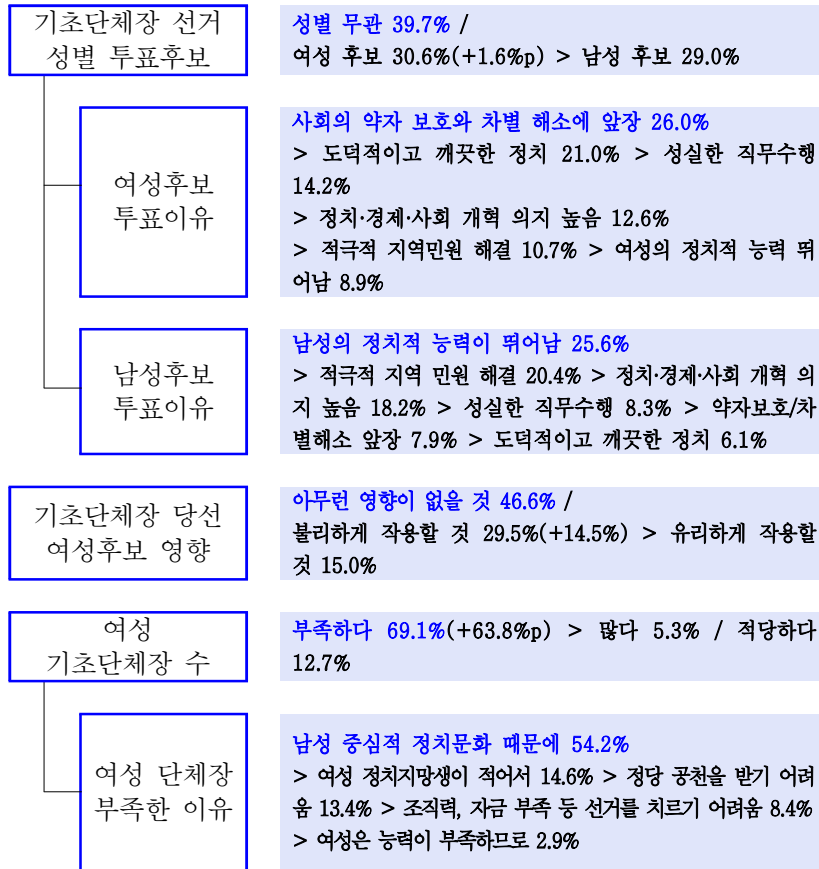 기초단체장 선거
성별 투표후보
성별 무관 39.7% /
여성 후보 30.6%(+1.6%p) > 남성 후보 29.0%
여성후보
투표이유
사회의 약자 보호와 차별 해소에 앞장 26.0%
> 도덕적이고 깨끗한 정치 21.0% > 성실한 직무수행
14.2%
> 정치·경제·사회 개혁 의지 높음 12.6%
> 적극적 지역민원 해결 10.7% > 여성의 정치적 능력 뛰
어남 8.9%
남성후보
투표이유
남성의 정치적 능력이 뛰어남 25.6%
> 적극적 지역 민원 해결 20.4% > 정치·경제·사회 개혁 의
지 높음 18.2% > 성실한 직무수행 8.3% > 약자보호/차
별해소 앞장 7.9% > 도덕적이고 깨끗한 정치 6.1%
기초단체장 당선
여성후보 영향
아무런 영향이 없을 것 46.6% /
불리하게 작용할 것 29.5%(+14.5%) > 유리하게 작용할
것 15.0%
여성
기초단체장 수
부족하다 69.1%(+63.8%p) > 많다 5.3% / 적당하다
12.7%
여성 단체장
부족한 이유
남성 중심적 정치문화 때문에 54.2%
> 여성 정치지망생이 적어서 14.6% > 정당 공천을 받기 어려
움 13.4% > 조직력, 자금 부족 등 선거를 치르기 어려움 8.4%
> 여성은 능력이 부족하므로 2.9%